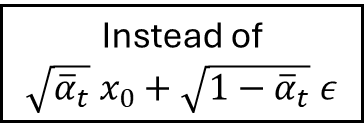 Instead of
√ᾱₜ x₀ + √1 − ᾱₜ ϵ